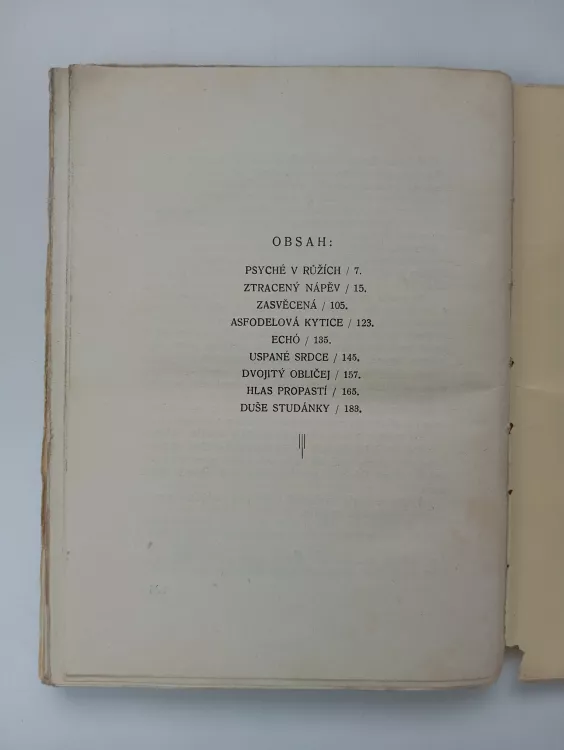 OBSAH:
PSYCHÉ V RŮŽÍCH / 7.
ZTRACENÝ NÁPĚV / 15.
ZASVĚCENÁ / 105.
ASFODELOVÁ KYTICE / 123.
ECHÓ / 135.
USPANÉ SRDCE / 145.
DVOJITÝ OBLIČEJ / 157.
HLAS PROPASTÍ / 165.
DUŠE STUDÁNKY / 183.